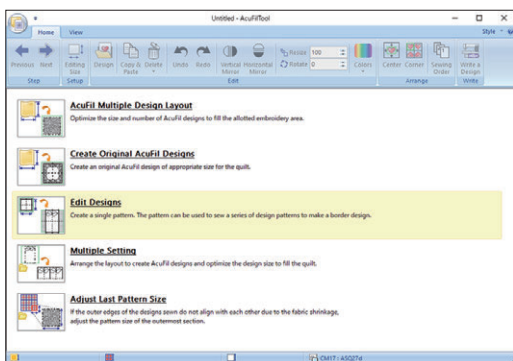 Untitled - AcuFilTool
Home View Style
Previous Next Editing Size Design Copy & Paste Delete Undo Redo Vertical Mirror Horizontal Mirror Resize 100 Rotate 0 Colors Center Corner Sewing Order Write a Design
Step Setup Edit Arrange Write
AcuFil Multiple Design Layout
Optimize the size and number of AcuFil designs to fill the allotted embroidery area.
Create Original AcuFil Designs
Create an original AcuFil design of appropriate size for the quilt.
Edit Designs
Create a single pattern. The pattern can be used to sew a series of design patterns to make a border design.
Multiple Setting
Arrange the layout to create AcuFil designs and optimize the design size to fill the quilt.
Adjust Last Pattern Size
If the outer edges of the designs sewn do not align with each other due to the fabric shrinkage,
adjust the pattern size of the outermost section.
CM17 - ASQ27d